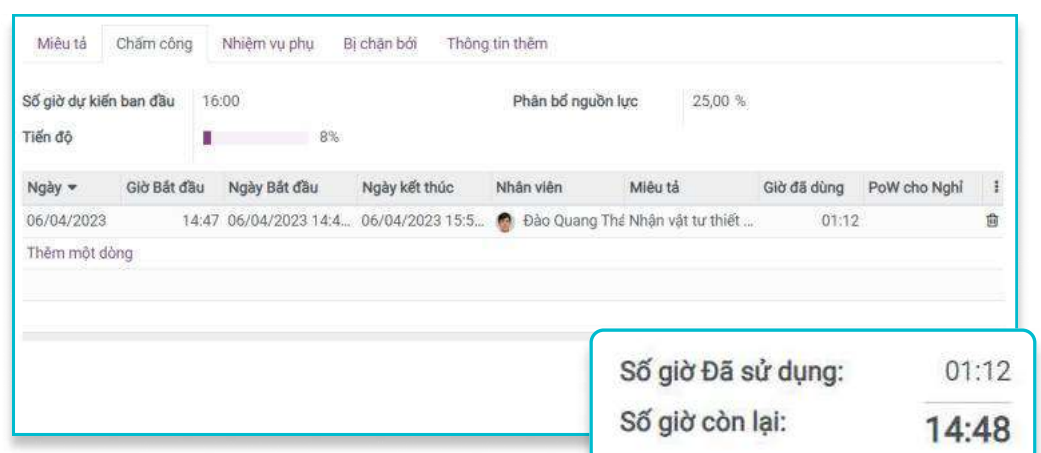 Miêu tả Chấm công Nhiệm vụ phụ Bị chặn bởi Thông tin thêm
Số giờ dự kiến ban đầu 16:00 Phân bổ nguồn lực 25,00 %
Tiến độ 8%
Ngày Giờ Bắt đầu Ngày Bắt đầu Ngày kết thúc Nhân viên Miêu tả Giờ đã dùng PoW cho Nghỉ
06/04/2023 14:47 06/04/2023 14:4... 06/04/2023 15:5... Đào Quang Thá Nhận vật tư thiết ... 01:12
Thêm một dòng
Số giờ Đã sử dụng: 01:12
Số giờ còn lại: 14:48